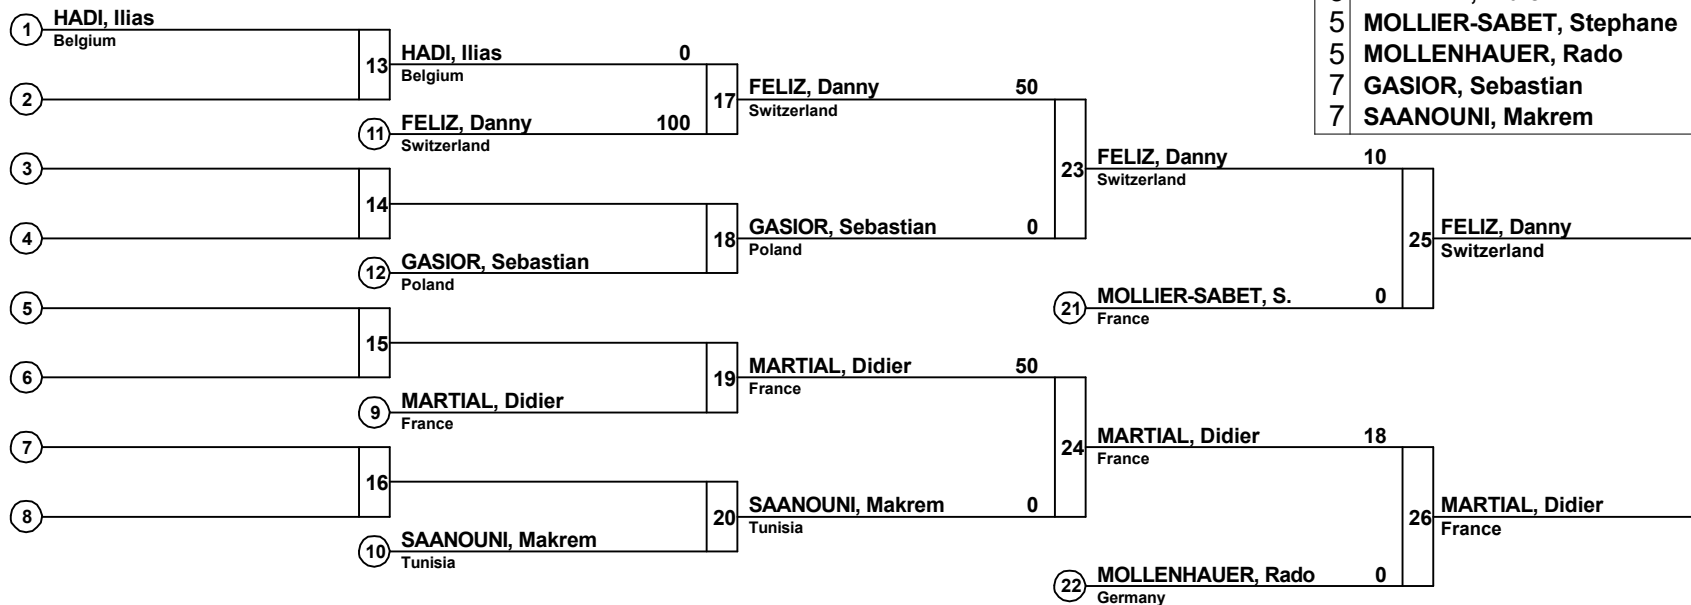 5 MOLLIER-SABET, Stephane
5 MOLLENHAUER, Rado
7 GASIOR, Sebastian
7 SAANOUNI, Makrem
1 HADI, Ilias
Belgium
13 HADI, Ilias 0
Belgium
2
17 FELIZ, Danny 50
Switzerland
11 FELIZ, Danny 100
Switzerland
3
23 FELIZ, Danny 10
Switzerland
14
4
18 GASIOR, Sebastian 0
Poland
25 FELIZ, Danny
Switzerland
12 GASIOR, Sebastian
Poland
5
21 MOLLIER-SABET, S. 0
France
15
6
19 MARTIAL, Didier 50
France
9 MARTIAL, Didier
France
7
24 MARTIAL, Didier 18
France
16
8
20 SAANOUNI, Makrem 0
Tunisia
26 MARTIAL, Didier
France
10 SAANOUNI, Makrem
Tunisia
22 MOLLENHAUER, Rado 0
Germany